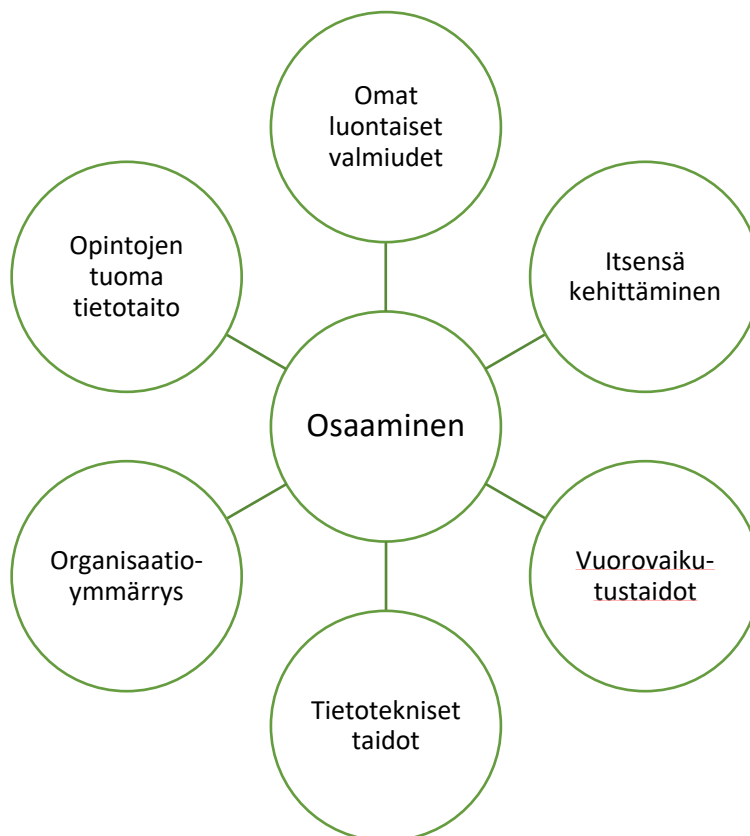 Omat
luontaiset
valmiudet
Itsensä
kehittäminen
Vuorovaiku-
tustaidot
Tietotekniset
taidot
Organisaatio-
ymmärrys
Opintojen
tuoma
tietotaito
Osaaminen